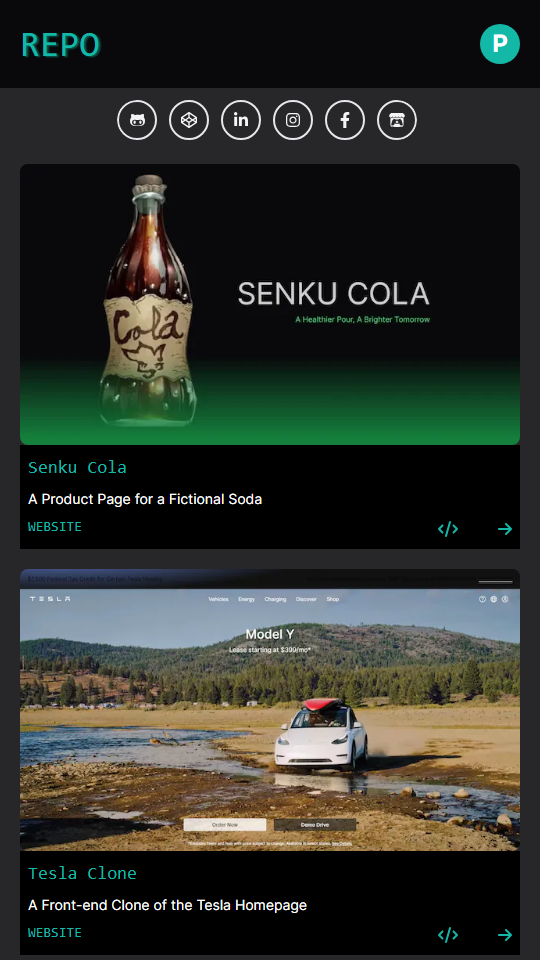 REPO
P
in
Cola
SENKU COLA
A Healthier Pour, A Brighter Tomorrow
Senku Cola
A Product Page for a Fictional Soda
WEBSITE
TESLA
Vehicles Energy Charging Discover Shop
Model Y
Lease starting at $399/mo*
Order Now
Demo Drive
Tesla Clone
A Front-end Clone of the Tesla Homepage
WEBSITE